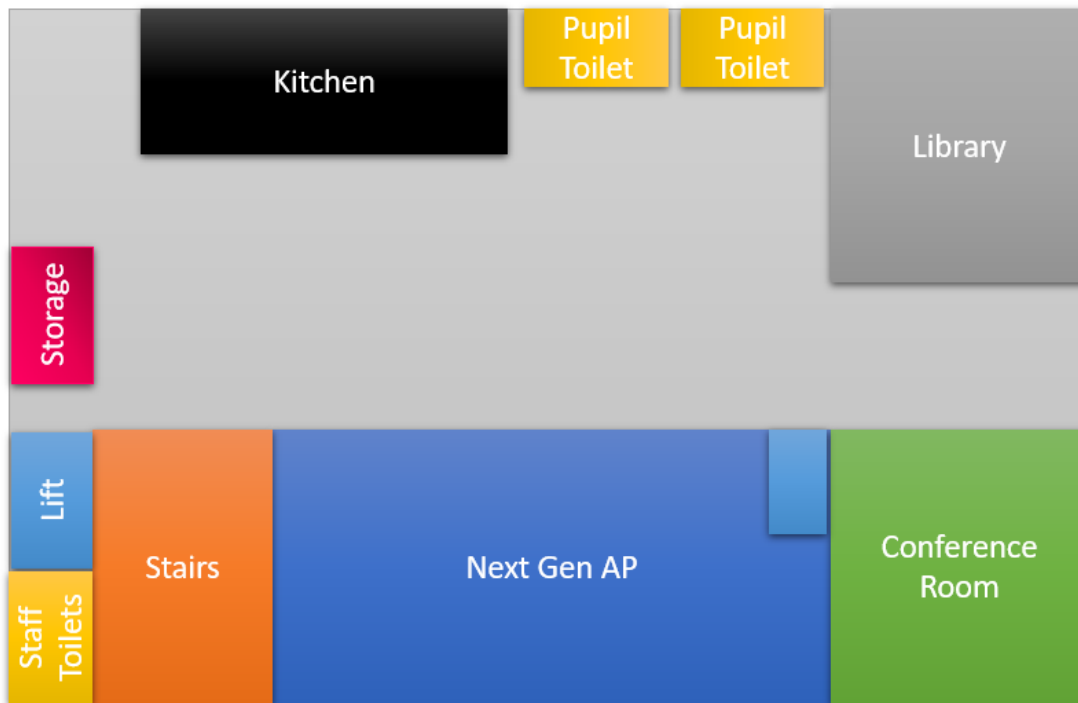 Kitchen
Pupil
Toilet
Pupil
Toilet
Library
Storage
Lift
Stairs
Next Gen AP
Conference
Room
Staff
Toilets